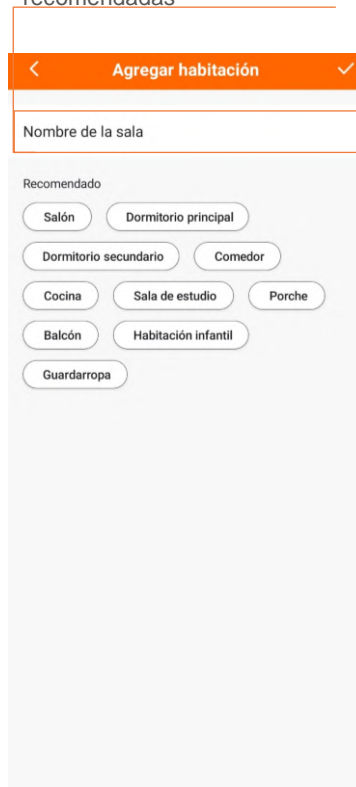 recomendadas
Agregar habitación
Nombre de la sala
Recomendado
Salón Dormitorio principal
Dormitorio secundario Comedor
Cocina Sala de estudio Porche
Balcón Habitación infantil
Guardarropa